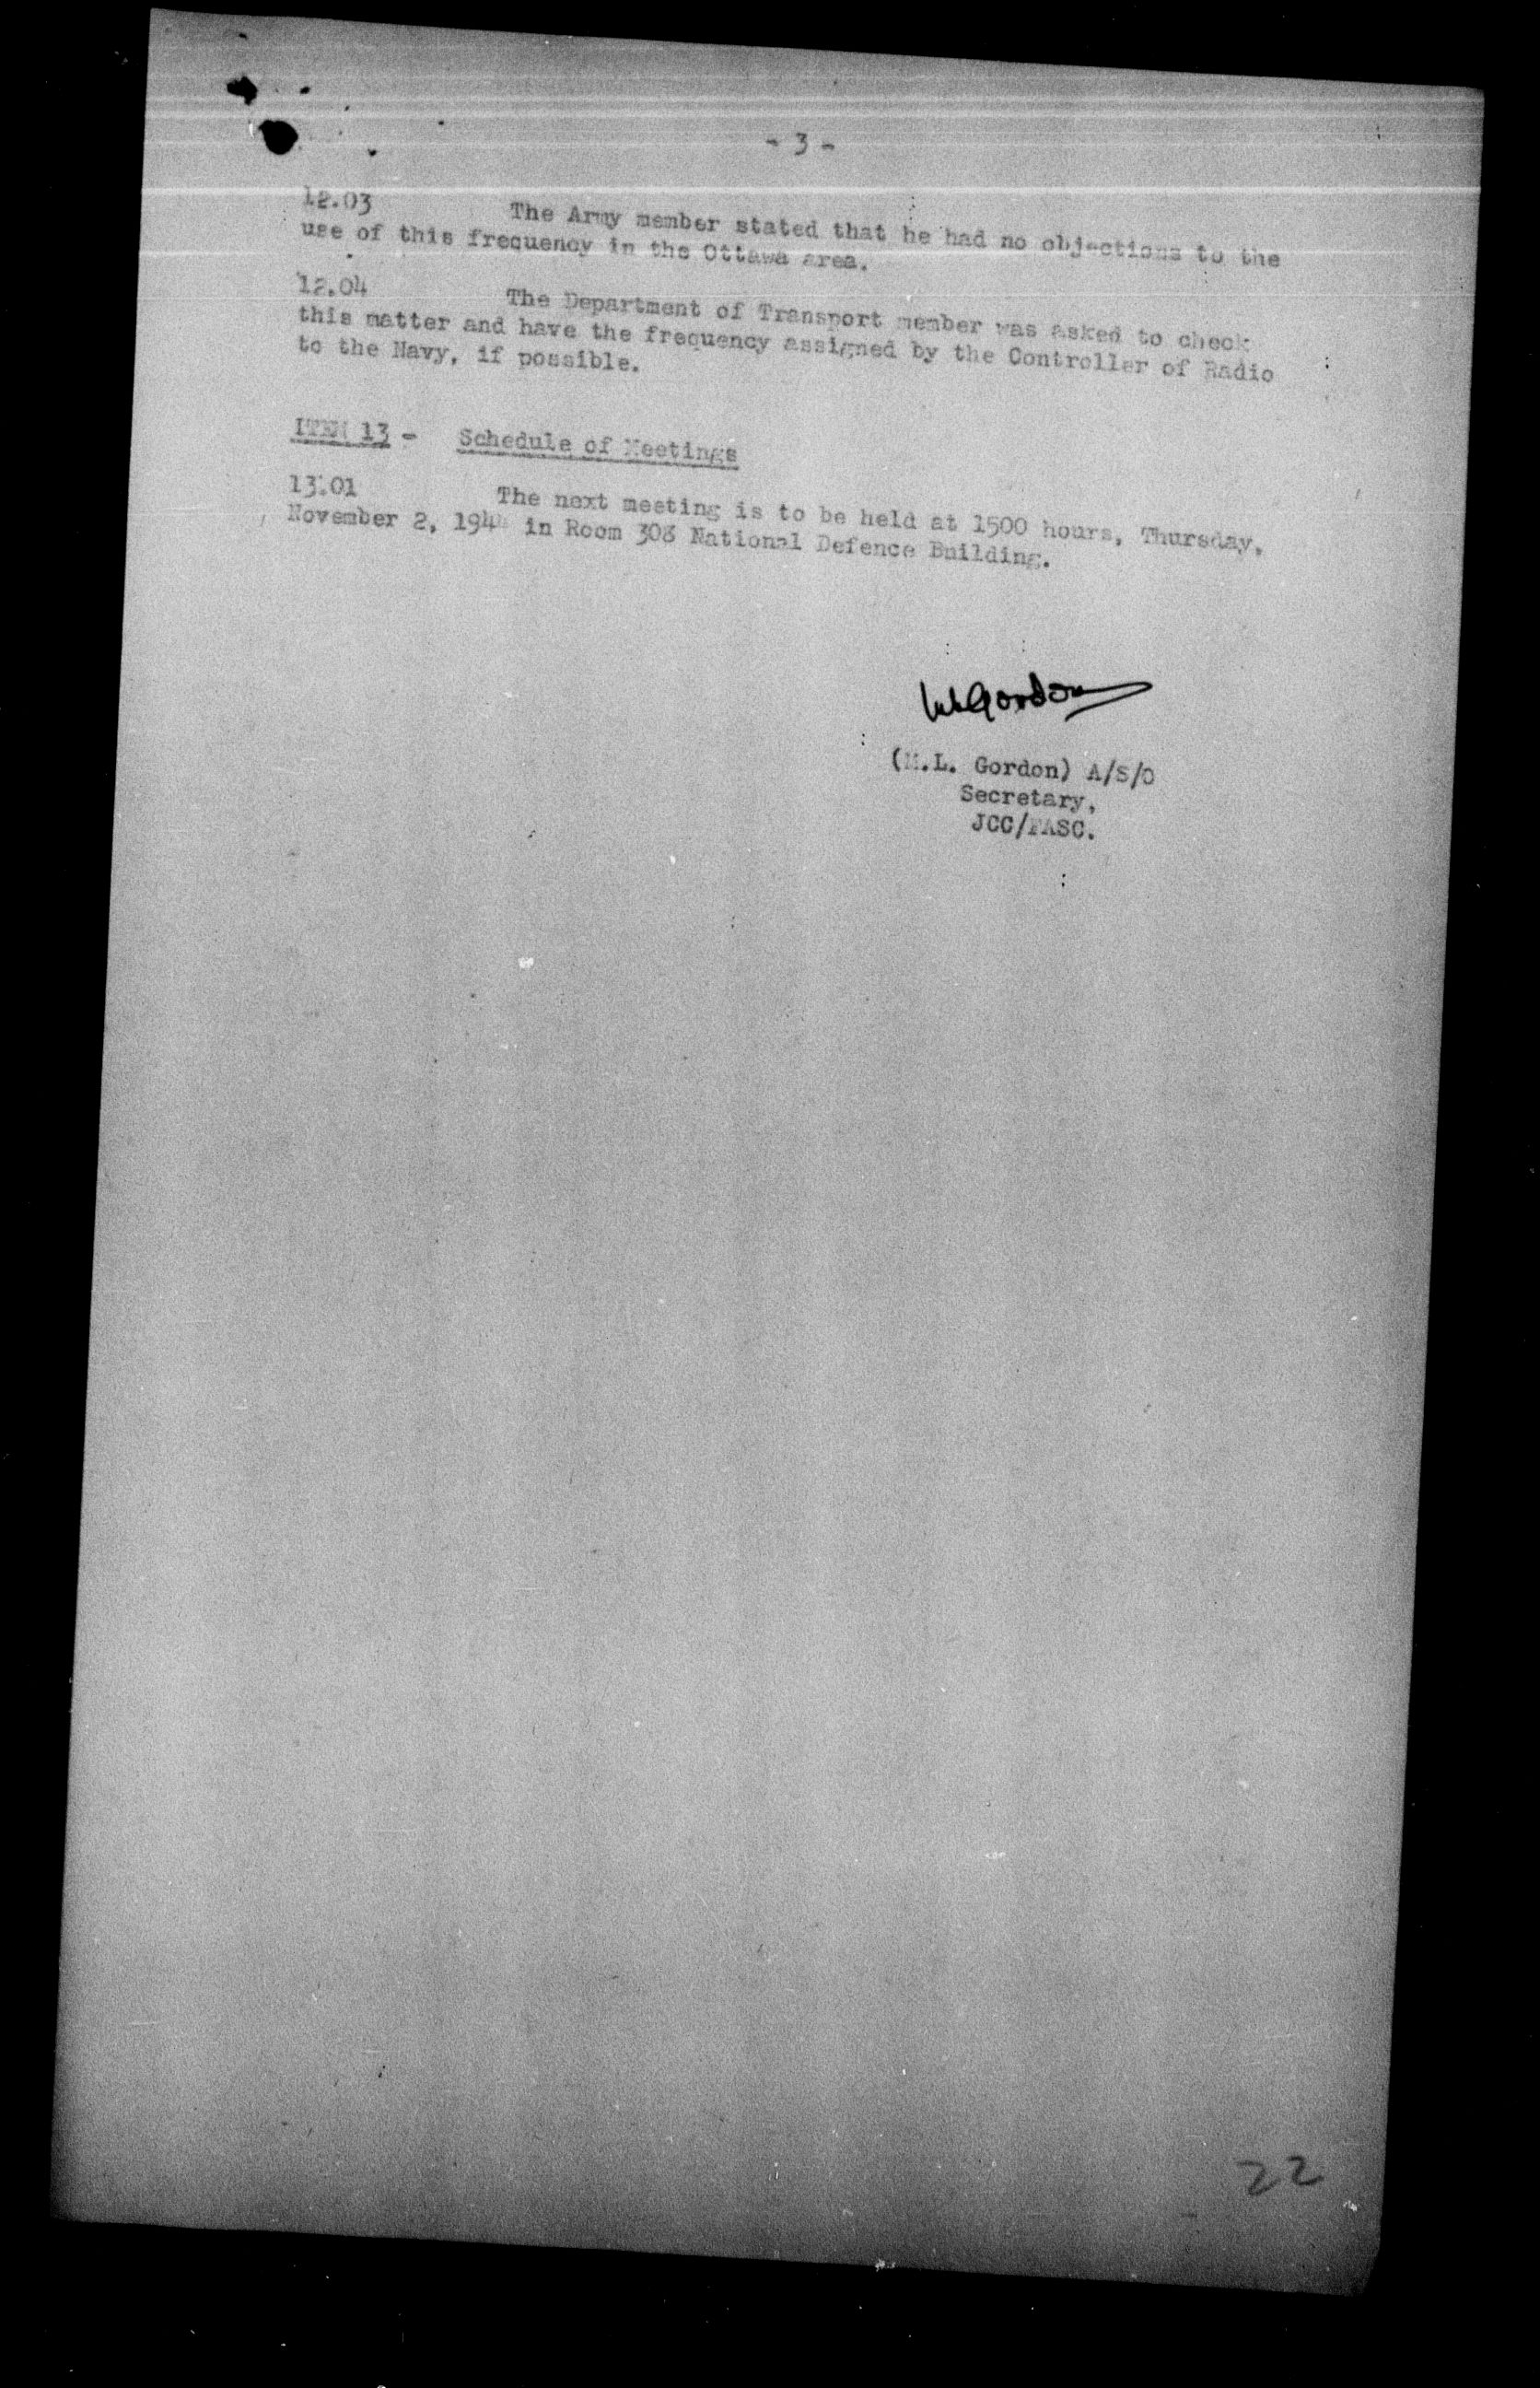 - 3 -
12.03 The Army member stated that he had no objections to the
use of this frequency in the Ottawa area.
12.04 The Department of Transport member was asked to check
this matter and have the frequency assigned by the Controller of Radio
to the Navy, if possible.
ITEM 13 - Schedule of Meetings
13.01 The next meeting is to be held at 1500 hours, Thursday,
November 2, 1944 in Room 308 National Defence Building.
MLGordon
(M.L. Gordon) A/S/O
Secretary,
JCC/FASC.
22